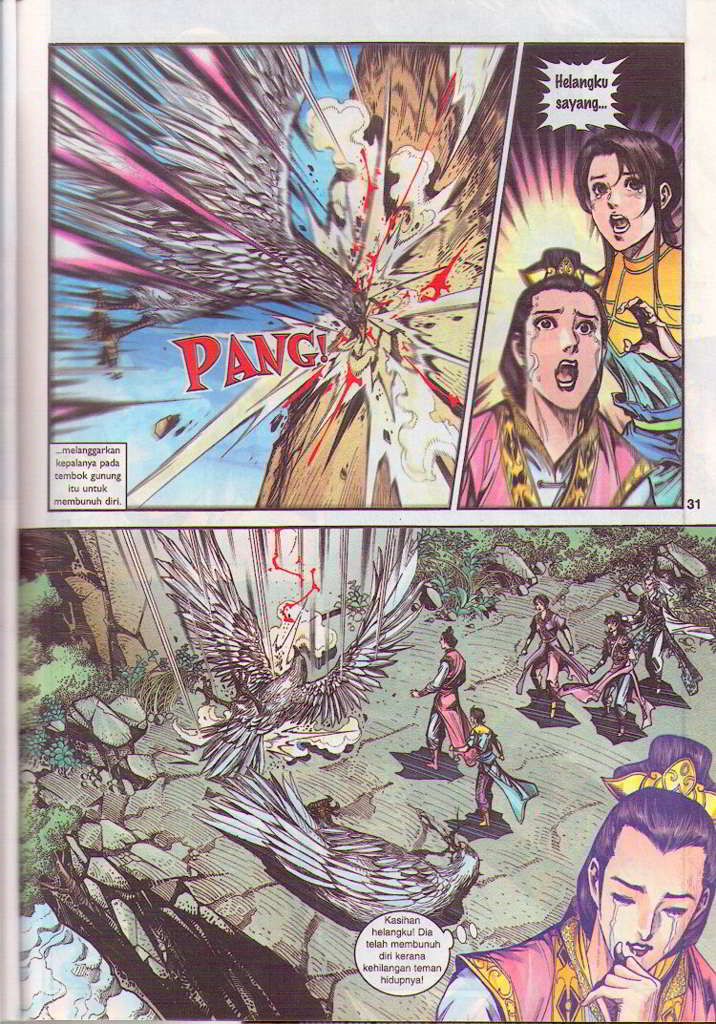 PANG!
...melanggarkan
kepalanya pada
tembok gunung
itu untuk
membunuh diri.
Helangku
sayang...
31
Kasihan
helangku! Dia
telah membunuh
diri kerana
kehilangan teman
hidupnya!